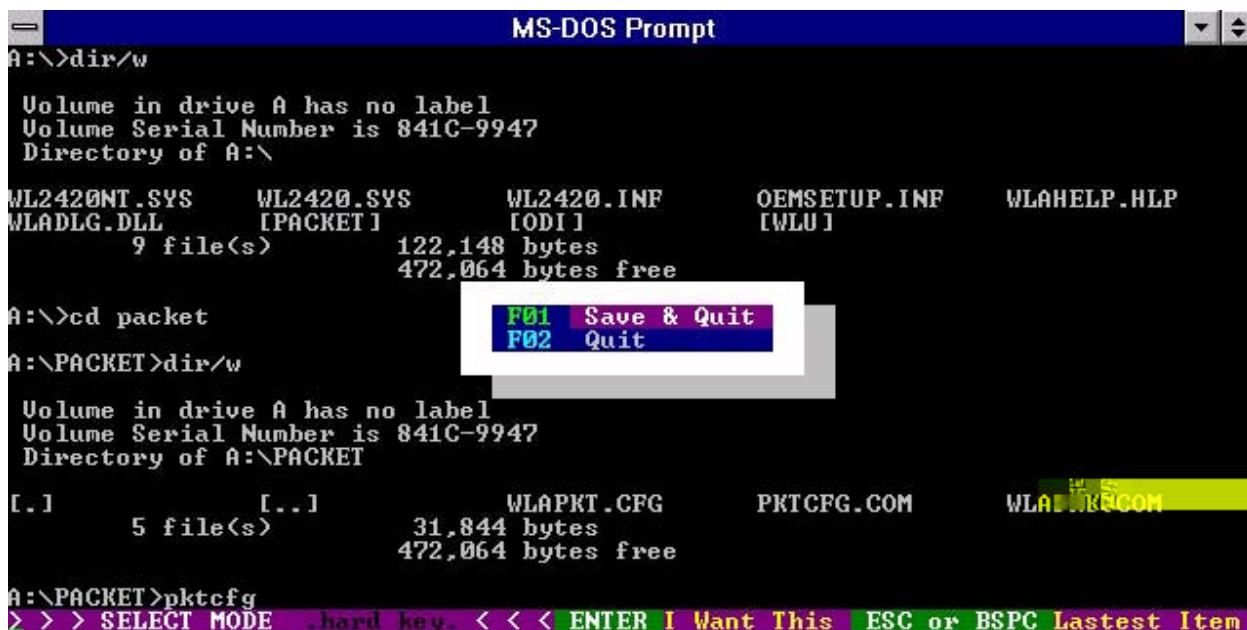 MS-DOS Prompt
A:\>dir/w
Volume in drive A has no label
Volume Serial Number is 841C-9947
Directory of A:\
WL2420NT.SYS WL2420.SYS WL2420.INF OEMSETUP.INF WLAHELP.HLP
WLADLG.DLL [PACKET] [ODI] [WLU]
9 file(s) 122,148 bytes
472,064 bytes free
A:\>cd packet
F01 Save & Quit
F02 Quit
A:\PACKET>dir/w
Volume in drive A has no label
Volume Serial Number is 841C-9947
Directory of A:\PACKET
[.] [..] WLAPKT.CFG PKTCFG.COM
5 file(s) 31,844 bytes
472,064 bytes free
A:\PACKET>pktcfg
> > > SELECT MODE .hard key. < < < ENTER I Want This ESC or BSPC Lastest Item